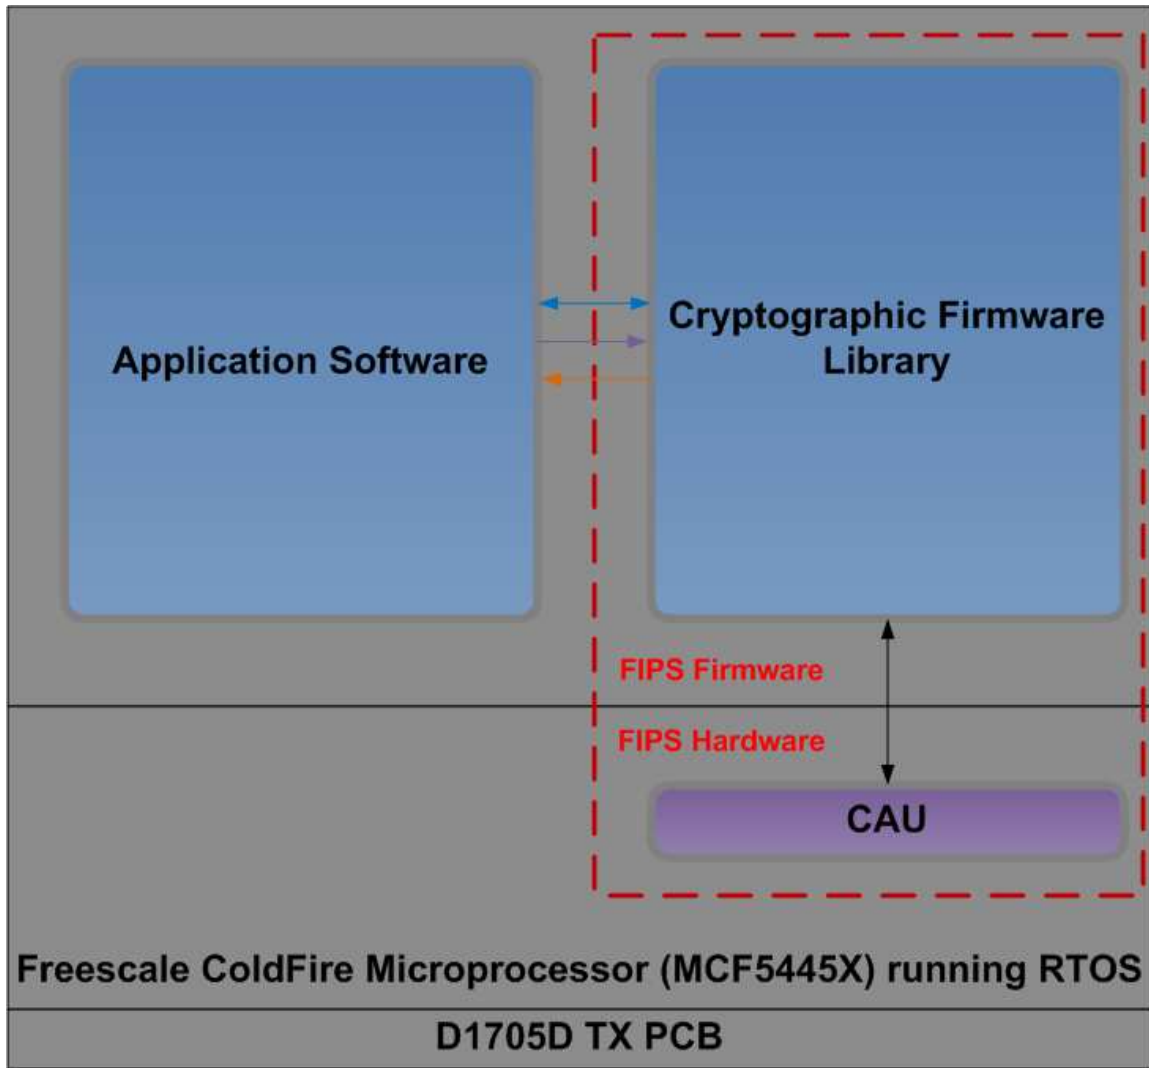 Application Software
Cryptographic Firmware
Library
FIPS Firmware
FIPS Hardware
CAU
Freescale ColdFire Microprocessor (MCF5445X) running RTOS
D1705D TX PCB